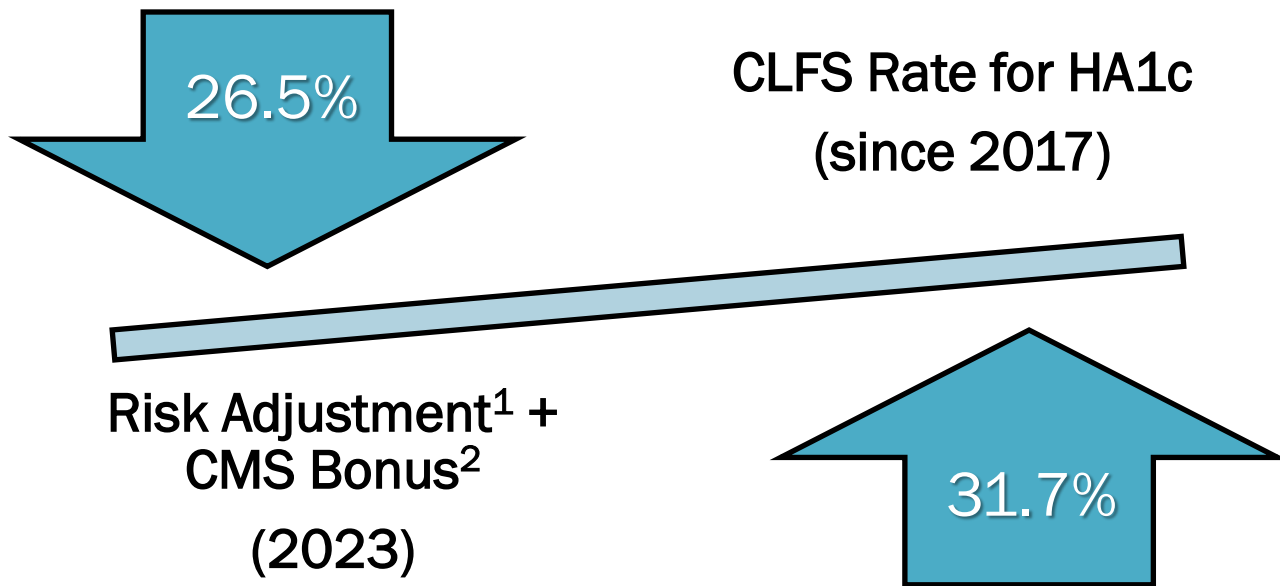 26.5%
CLFS Rate for HA1c
(since 2017)
Risk Adjustment¹ +
CMS Bonus²
(2023)
31.7%